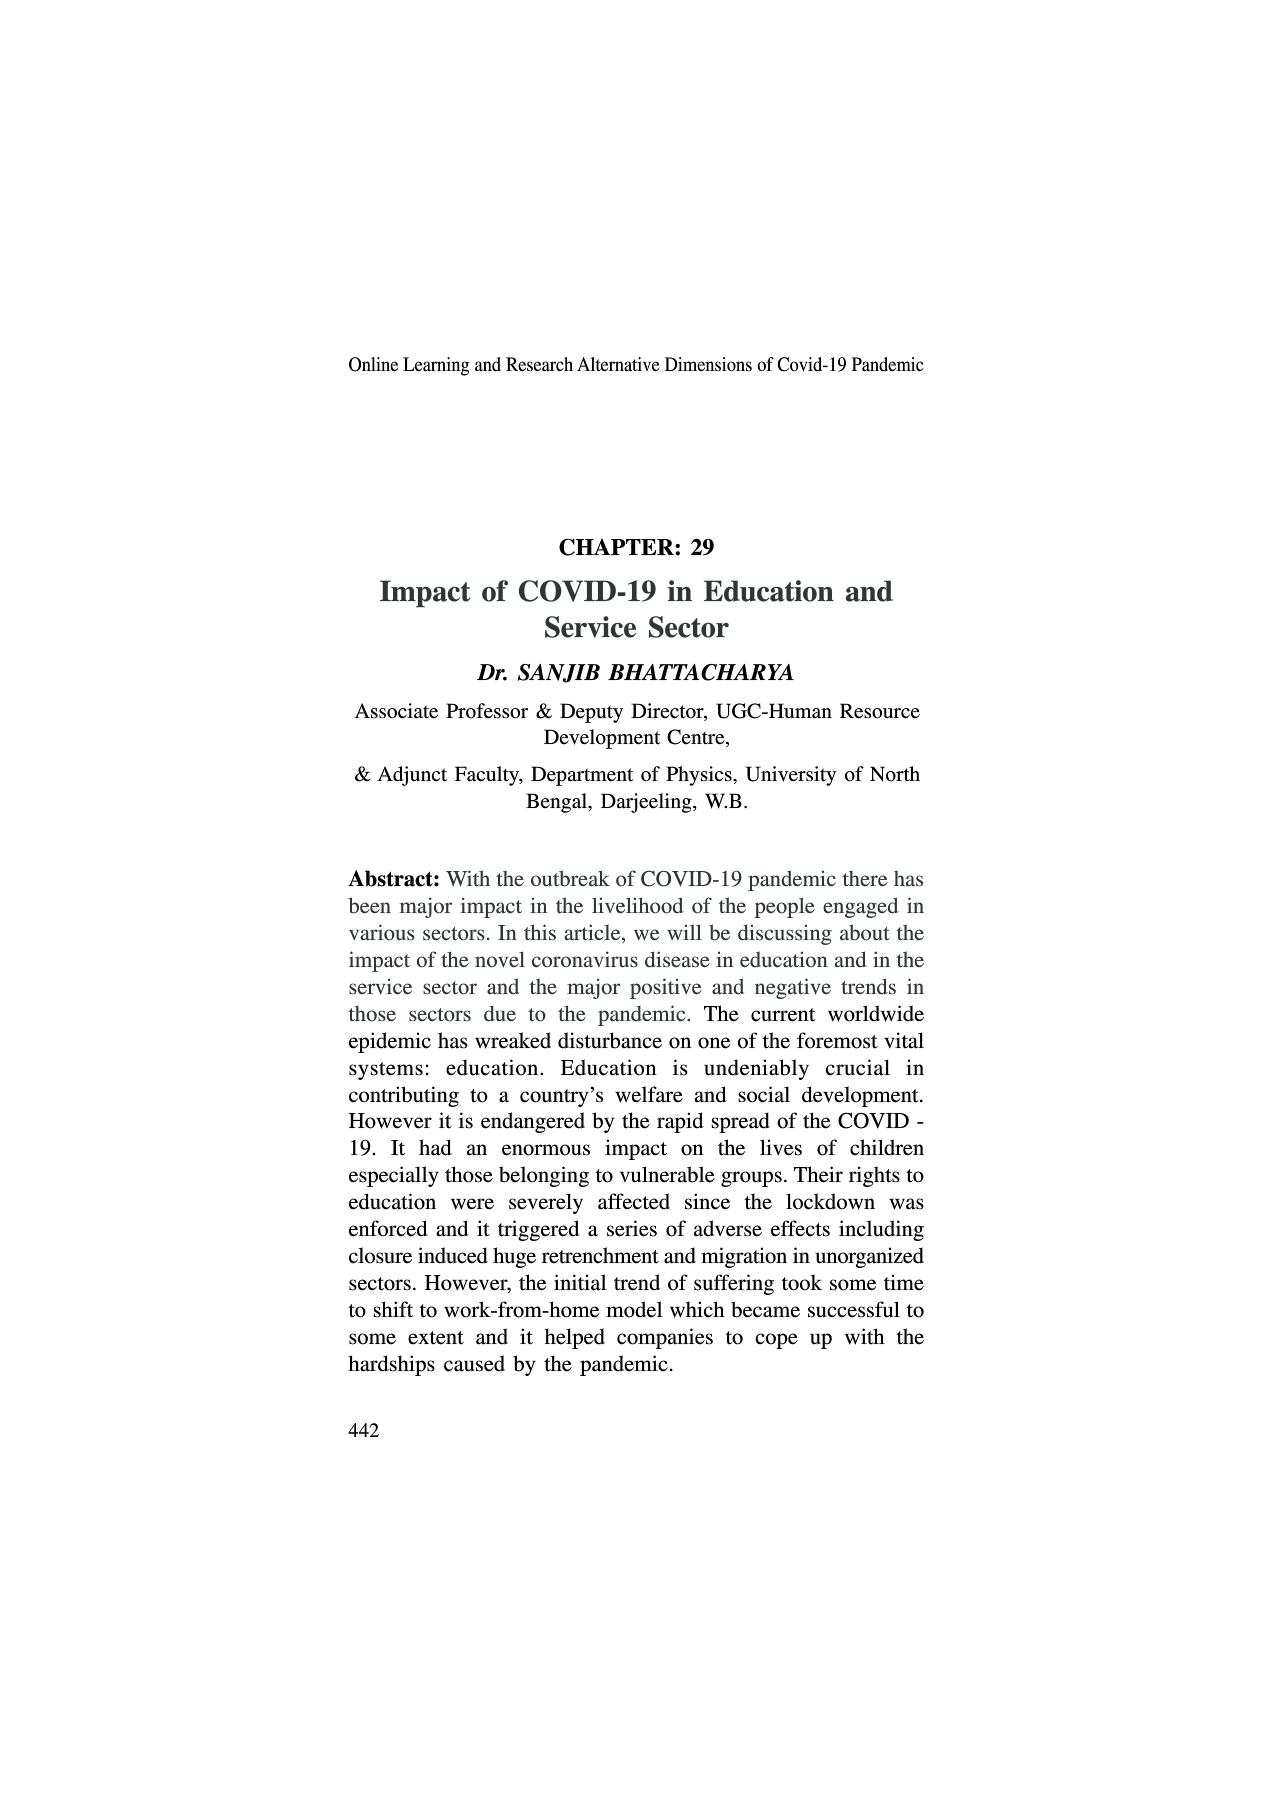 Online Learning and Research Alternative Dimensions of Covid-19 Pandemic
CHAPTER: 29
Impact of COVID-19 in Education and
Service Sector
Dr. SANJIB BHATTACHARYA
Associate Professor & Deputy Director, UGC-Human Resource
Development Centre,
& Adjunct Faculty, Department of Physics, University of North
Bengal, Darjeeling, W.B.
Abstract: With the outbreak of COVID-19 pandemic there has
been major impact in the livelihood of the people engaged in
various sectors. In this article, we will be discussing about the
impact of the novel coronavirus disease in education and in the
service sector and the major positive and negative trends in
those sectors due to the pandemic. The current worldwide
epidemic has wreaked disturbance on one of the foremost vital
systems: education. Education is undeniably crucial in
contributing to a country’s welfare and social development.
However it is endangered by the rapid spread of the COVID -
19. It had an enormous impact on the lives of children
especially those belonging to vulnerable groups. Their rights to
education were severely affected since the lockdown was
enforced and it triggered a series of adverse effects including
closure induced huge retrenchment and migration in unorganized
sectors. However, the initial trend of suffering took some time
to shift to work-from-home model which became successful to
some extent and it helped companies to cope up with the
hardships caused by the pandemic.
442